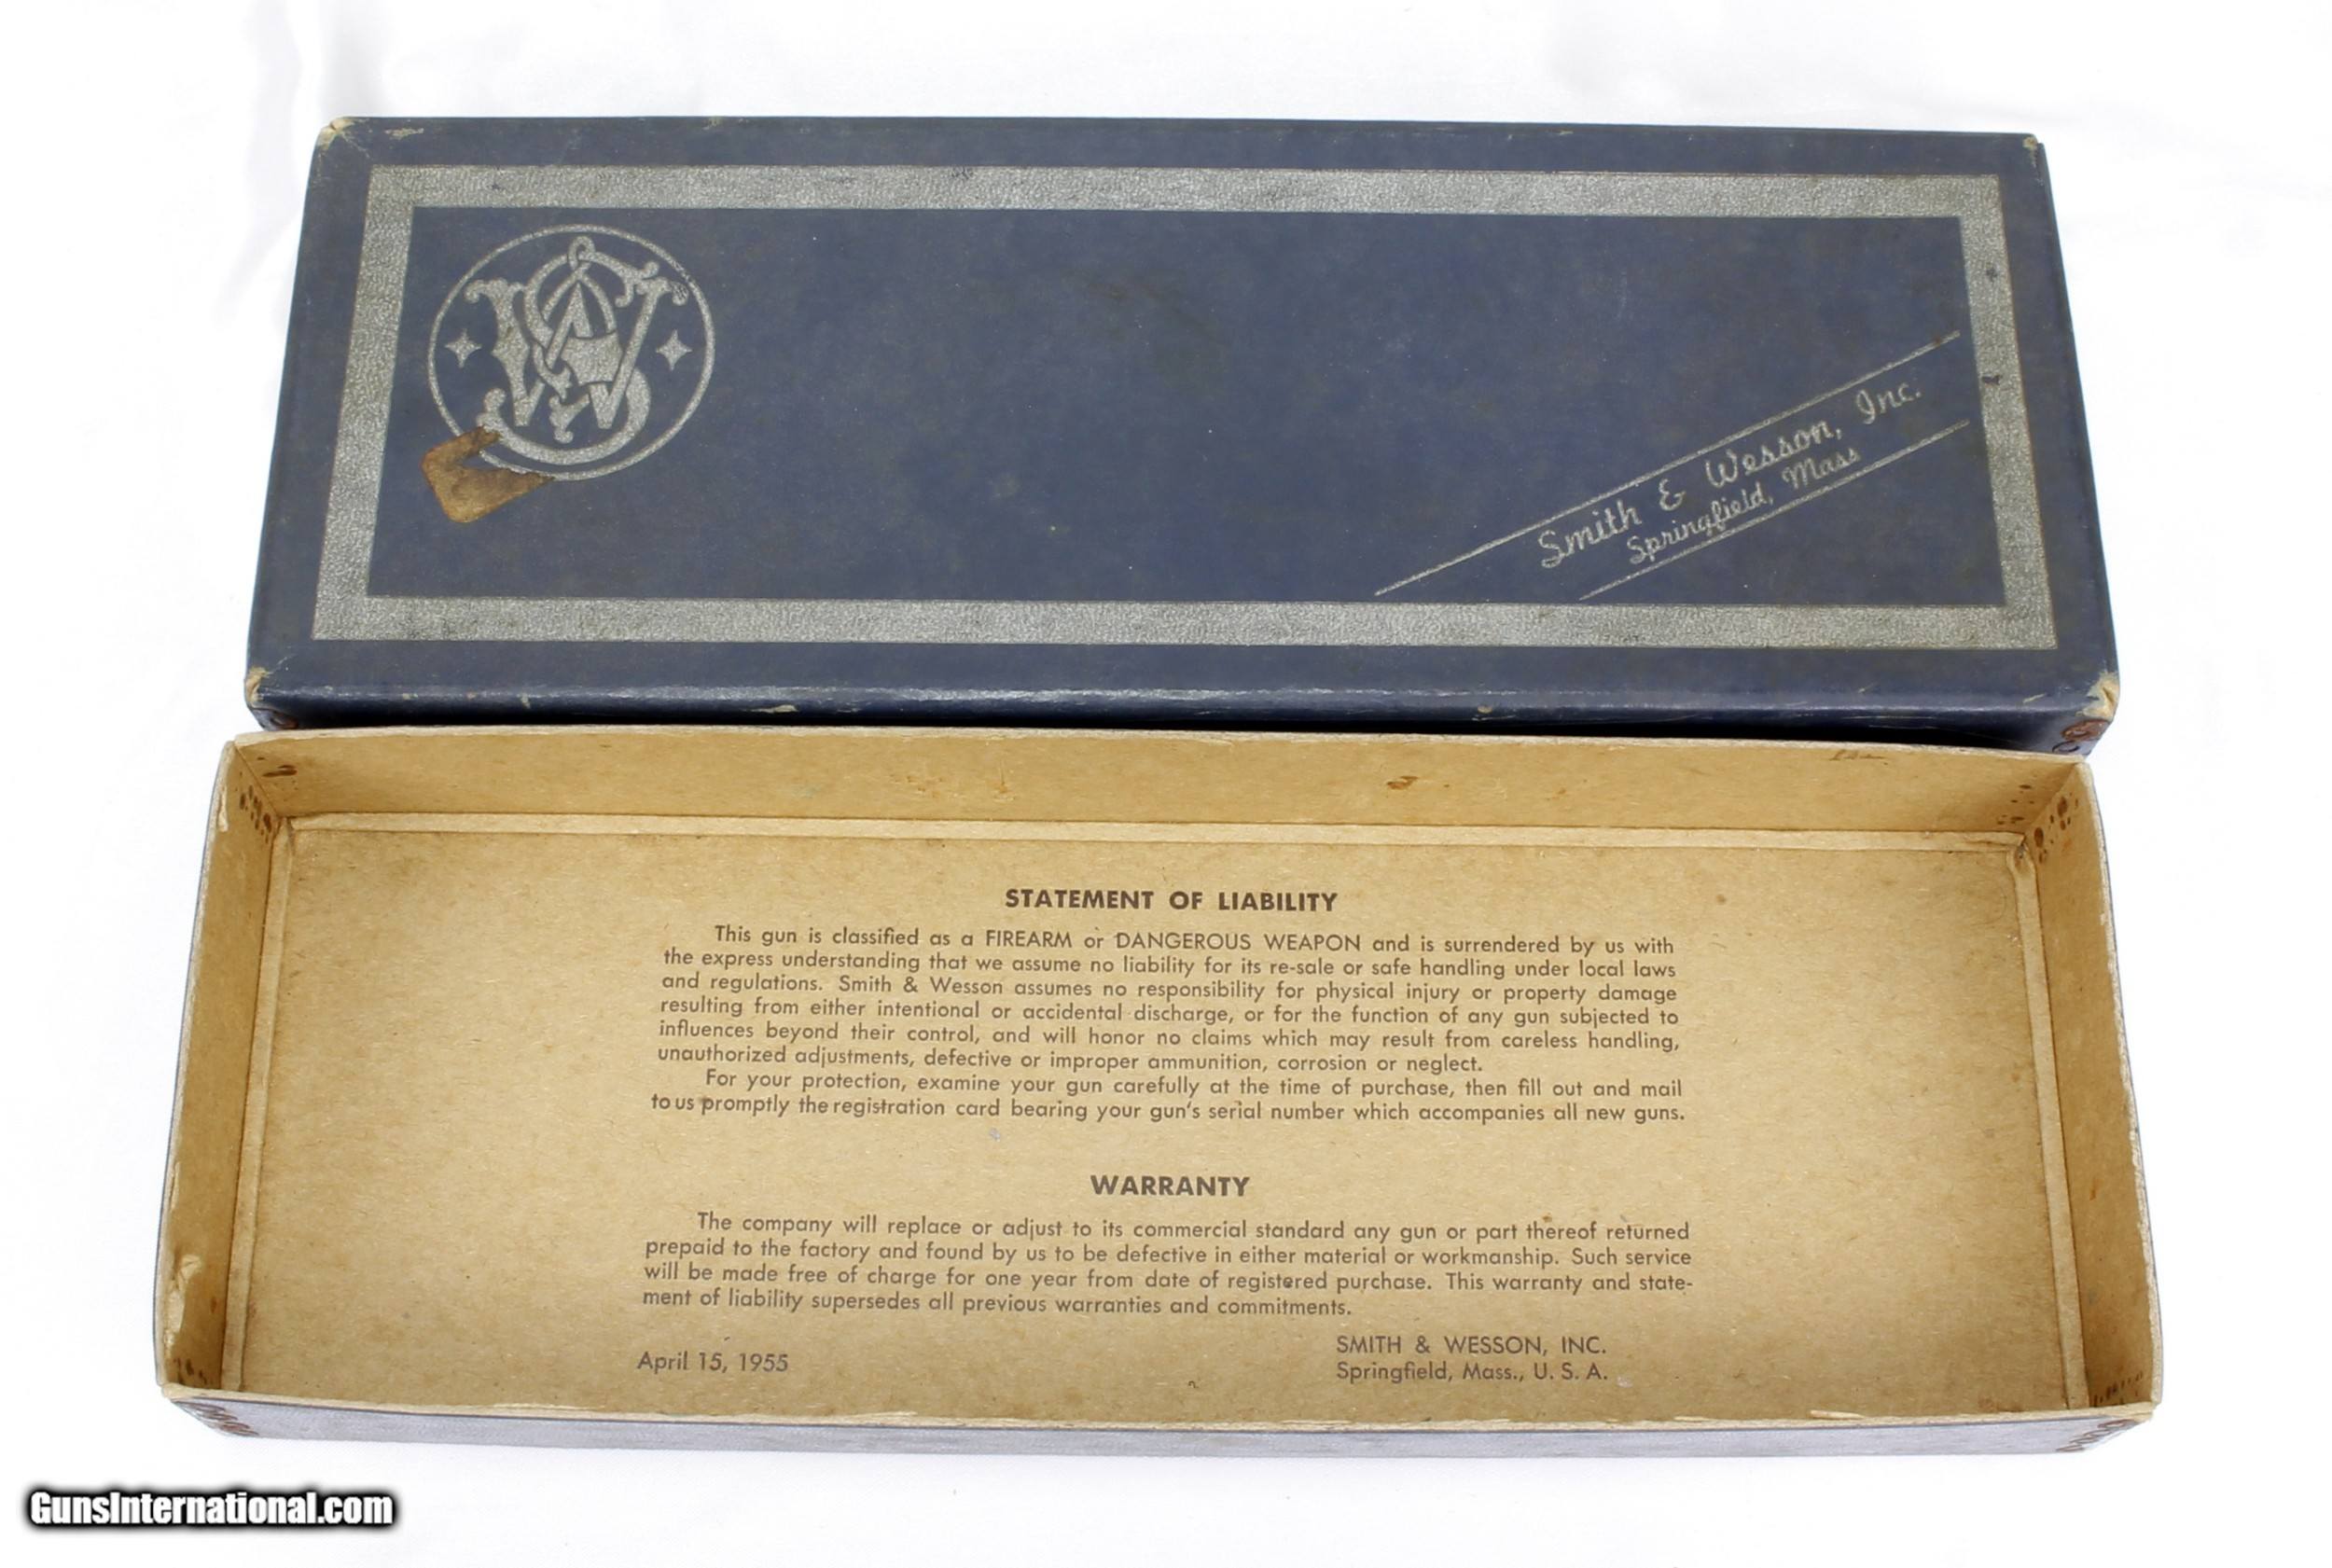 SW
Smith & Wesson, Inc.
Springfield, Mass
STATEMENT OF LIABILITY
This gun is classified as a FIREARM or DANGEROUS WEAPON and is surrendered by us with
the express understanding that we assume no liability for its re-sale or safe handling under local laws
and regulations. Smith & Wesson assumes no responsibility for physical injury or property damage
resulting from either intentional or accidental discharge, or for the function of any gun subjected to
influences beyond their control, and will honor no claims which may result from careless handling,
unauthorized adjustments, defective or improper ammunition, corrosion or neglect.
For your protection, examine your gun carefully at the time of purchase, then fill out and mail
to us promptly the registration card bearing your gun's serial number which accompanies all new guns.
WARRANTY
The company will replace or adjust to its commercial standard any gun or part thereof returned
prepaid to the factory and found by us to be defective in either material or workmanship. Such service
will be made free of charge for one year from date of registered purchase. This warranty and state-
ment of liability supersedes all previous warranties and commitments.
SMITH & WESSON, INC.
April 15, 1955
Springfield, Mass., U. S. A.
GunsInternational.com